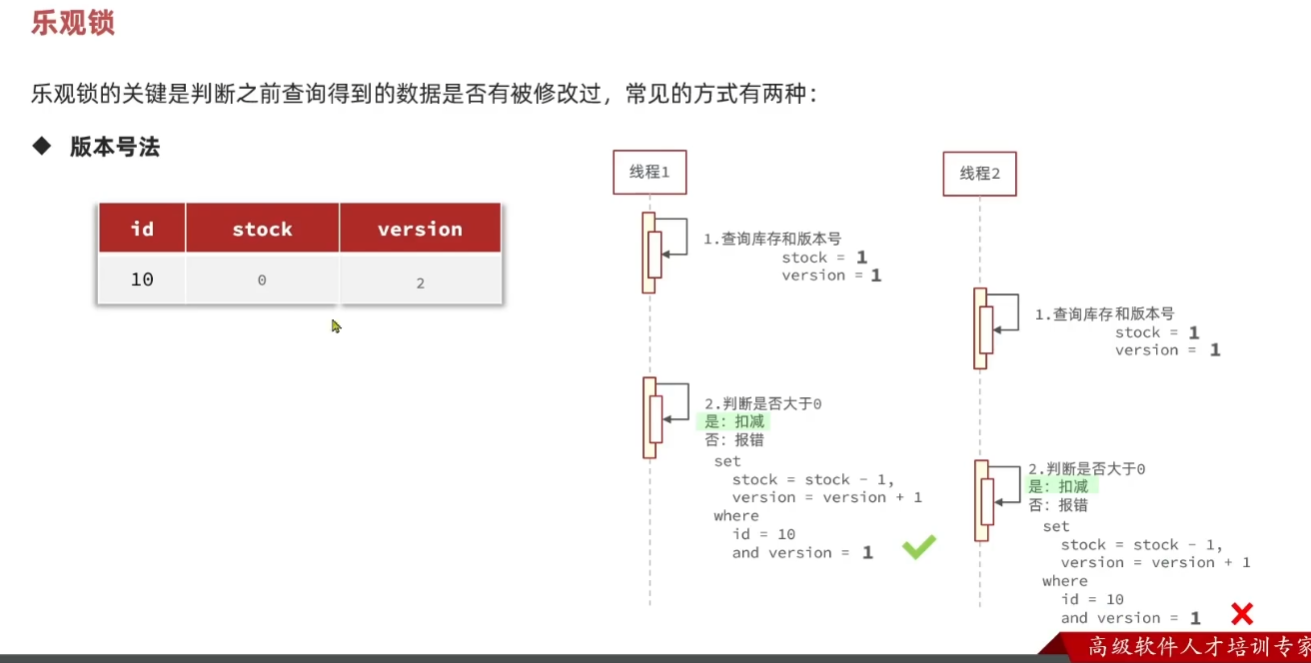 乐观锁
乐观锁的关键是判断之前查询得到的数据是否有被修改过，常见的方式有两种：
◆ 版本号法
id stock version
10 0 2
线程1
1.查询库存和版本号
stock = 1
version = 1
2.判断是否大于0
是：扣减
否：报错
set
stock = stock - 1,
version = version + 1
where
id = 10
and version = 1
线程2
1.查询库存和版本号
stock = 1
version = 1
2.判断是否大于0
是：扣减
否：报错
set
stock = stock - 1,
version = version + 1
where
id = 10
and version = 1
高级软件人才培训专家